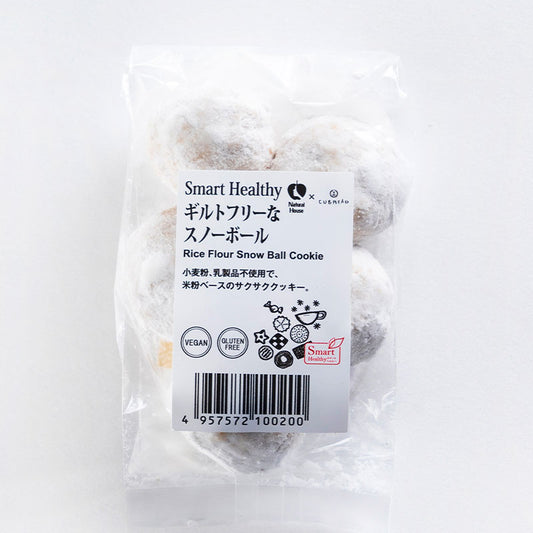 Smart Healthy
Natural House
×
ギルトフリーな
スノーボール
Rice Flour Snow Ball Cookie
小麦粉、乳製品不使用で、
米粉ベースのサクサククッキー。
VEGAN
GLUTEN
FREE
Smart
Healthy
4 957572 100200